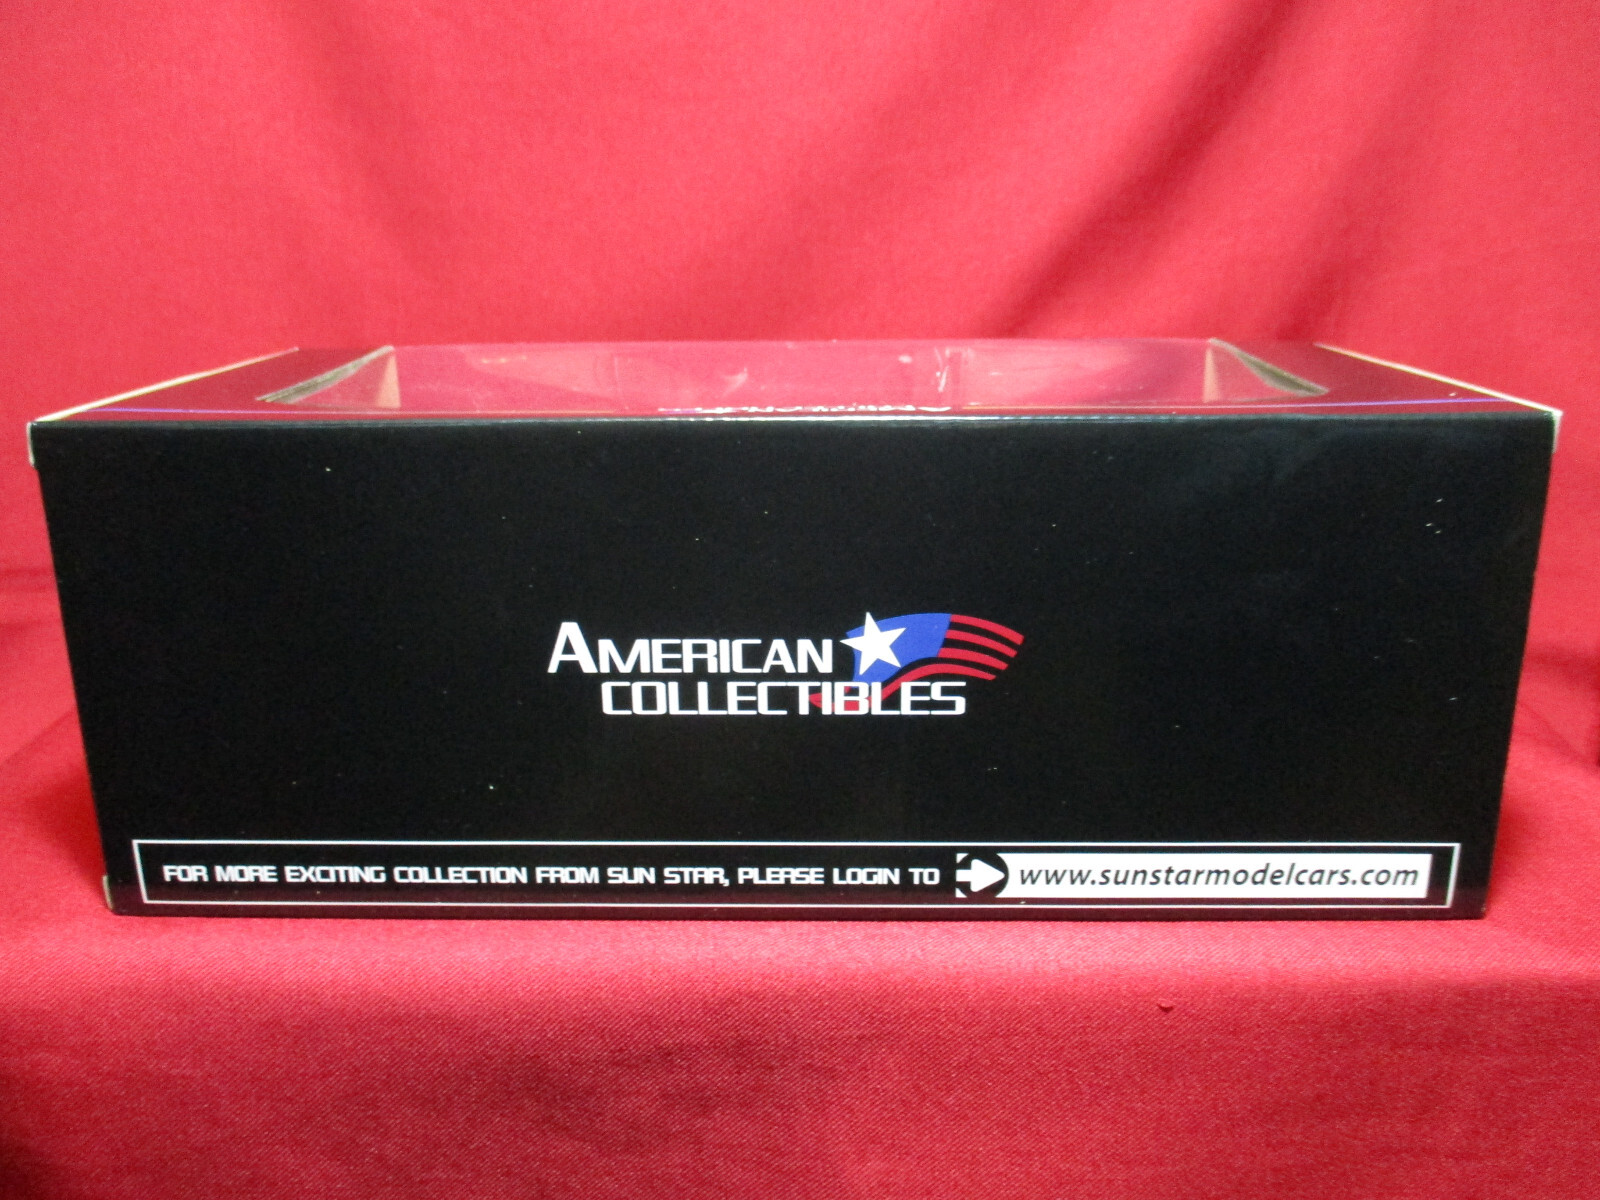 AMERICAN
COLLECTIBLES
FOR MORE EXCITING COLLECTION FROM SUN STAR, PLEASE LOGIN TO www.sunstarmodelcars.com